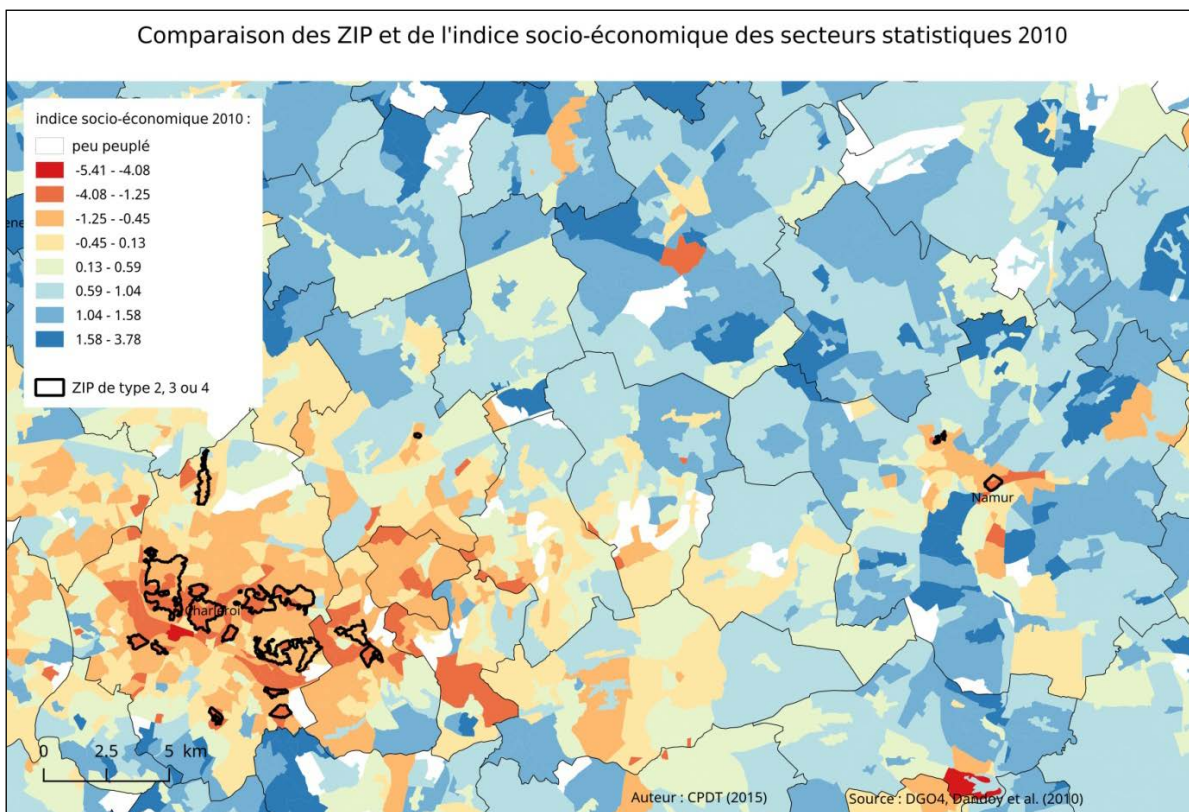 Comparaison des ZIP et de l'indice socio-économique des secteurs statistiques 2010
indice socio-économique 2010 :
peu peuplé
-5.41 - -4.08
-4.08 - -1.25
-1.25 - -0.45
-0.45 - 0.13
0.13 - 0.59
0.59 - 1.04
1.04 - 1.58
1.58 - 3.78
ZIP de type 2, 3 ou 4
ene
Namur
Charleroi
0 2.5 5 km
Auteur : CPDT (2015)
Source : DGO4, Dandoy et al. (2010)